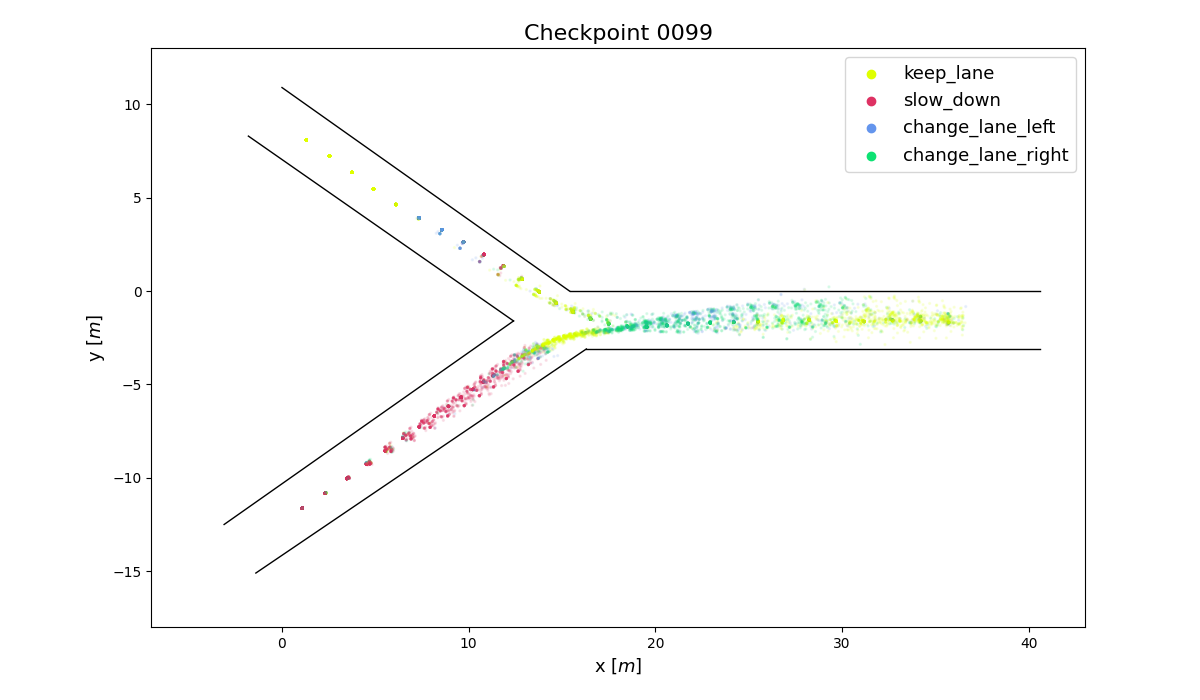 Checkpoint 0099
keep_lane
slow_down
change_lane_left
change_lane_right
10
5
0
−5
−10
−15
y [m]
0
10
20
30
40
x [m]